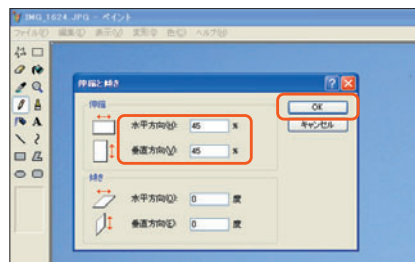 IMG_1624.JPG - ペイント
ファイル(F) 編集(E) 表示(V) 変形(I) 色(C) ヘルプ(H)
伸縮と傾き
伸縮
水平方向(H): 45 %
垂直方向(V): 45 %
OK
キャンセル
傾き
水平方向(O): 0 度
垂直方向(E): 0 度
A